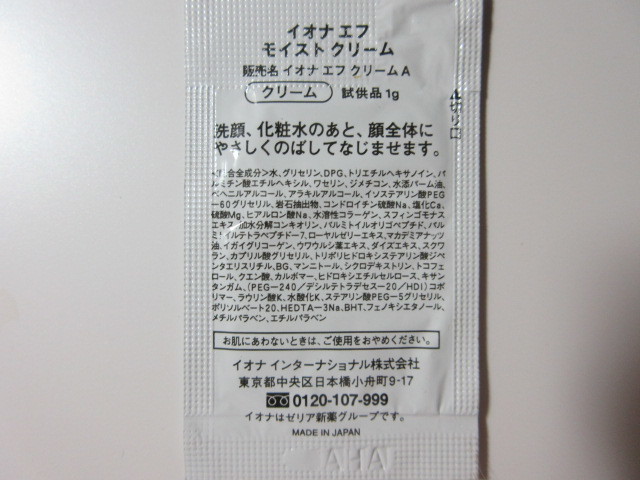 イオナ エフ
モイスト クリーム
販売名 イオナ エフ クリーム A
クリーム 試供品 1g
切り口
洗顔、化粧水のあと、顔全体に
やさしくのばしてなじませます。
合全成分>水、グリセリン、DPG、トリエチルヘキサノイン、パ
ルミチン酸エチルヘキシル、ワセリン、ジメチコン、水添パーム油、
ベヘニルアルコール、アラキルアルコール、イソステアリン酸PEG
-60グリセリル、岩石抽出物、コンドロイチン硫酸Na、塩化Ca、
硫酸Mg、ヒアルロン酸Na、水溶性コラーゲン、スフィンゴモナス
エキス、加水分解コンキオリン、パルミトイルオリゴペプチド、パル
ミトイルテトラペプチド-7、ローヤルゼリーエキス、マカデミアナッツ
油、イガイグリコーゲン、ウワウルシ葉エキス、ダイズエキス、スクワ
ラン、カプリル酸グリセリル、トリポリヒドロキシステアリン酸ジペ
ンタエリスリチル、BG、マンニトール、シクロデキストリン、トコフェ
ロール、クエン酸、カルボマー、ヒドロキシエチルセルロース、キサン
タンガム、(PEG-240/デシルテトラデセス-20/HDI)コポ
リマー、ラウリン酸K、水酸化K、ステアリン酸PEG-5グリセリル、
ポリソルベート20、HEDTA-3Na、BHT、フェノキシエタノール、
メチルパラベン、エチルパラベン
お肌にあわないときは、ご使用をおやめください。
イオナ インターナショナル株式会社
東京都中央区日本橋小舟町9-17
0120-107-999
イオナはゼリア新薬グループです。
MADE IN JAPAN